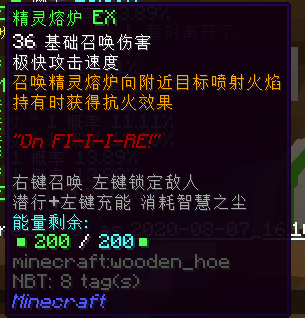 精灵熔炉 EX
36 基础召唤伤害
极快攻击速度
召唤精灵熔炉向附近目标喷射火焰
持有时获得抗火效果
"On FI-I-I-RE!"
右键召唤 左键锁定敌人
潜行+左键充能 消耗智慧之尘
能量剩余:
200 / 200
minecraft:wooden_hoe
NBT: 8 tag(s)
Minecraft